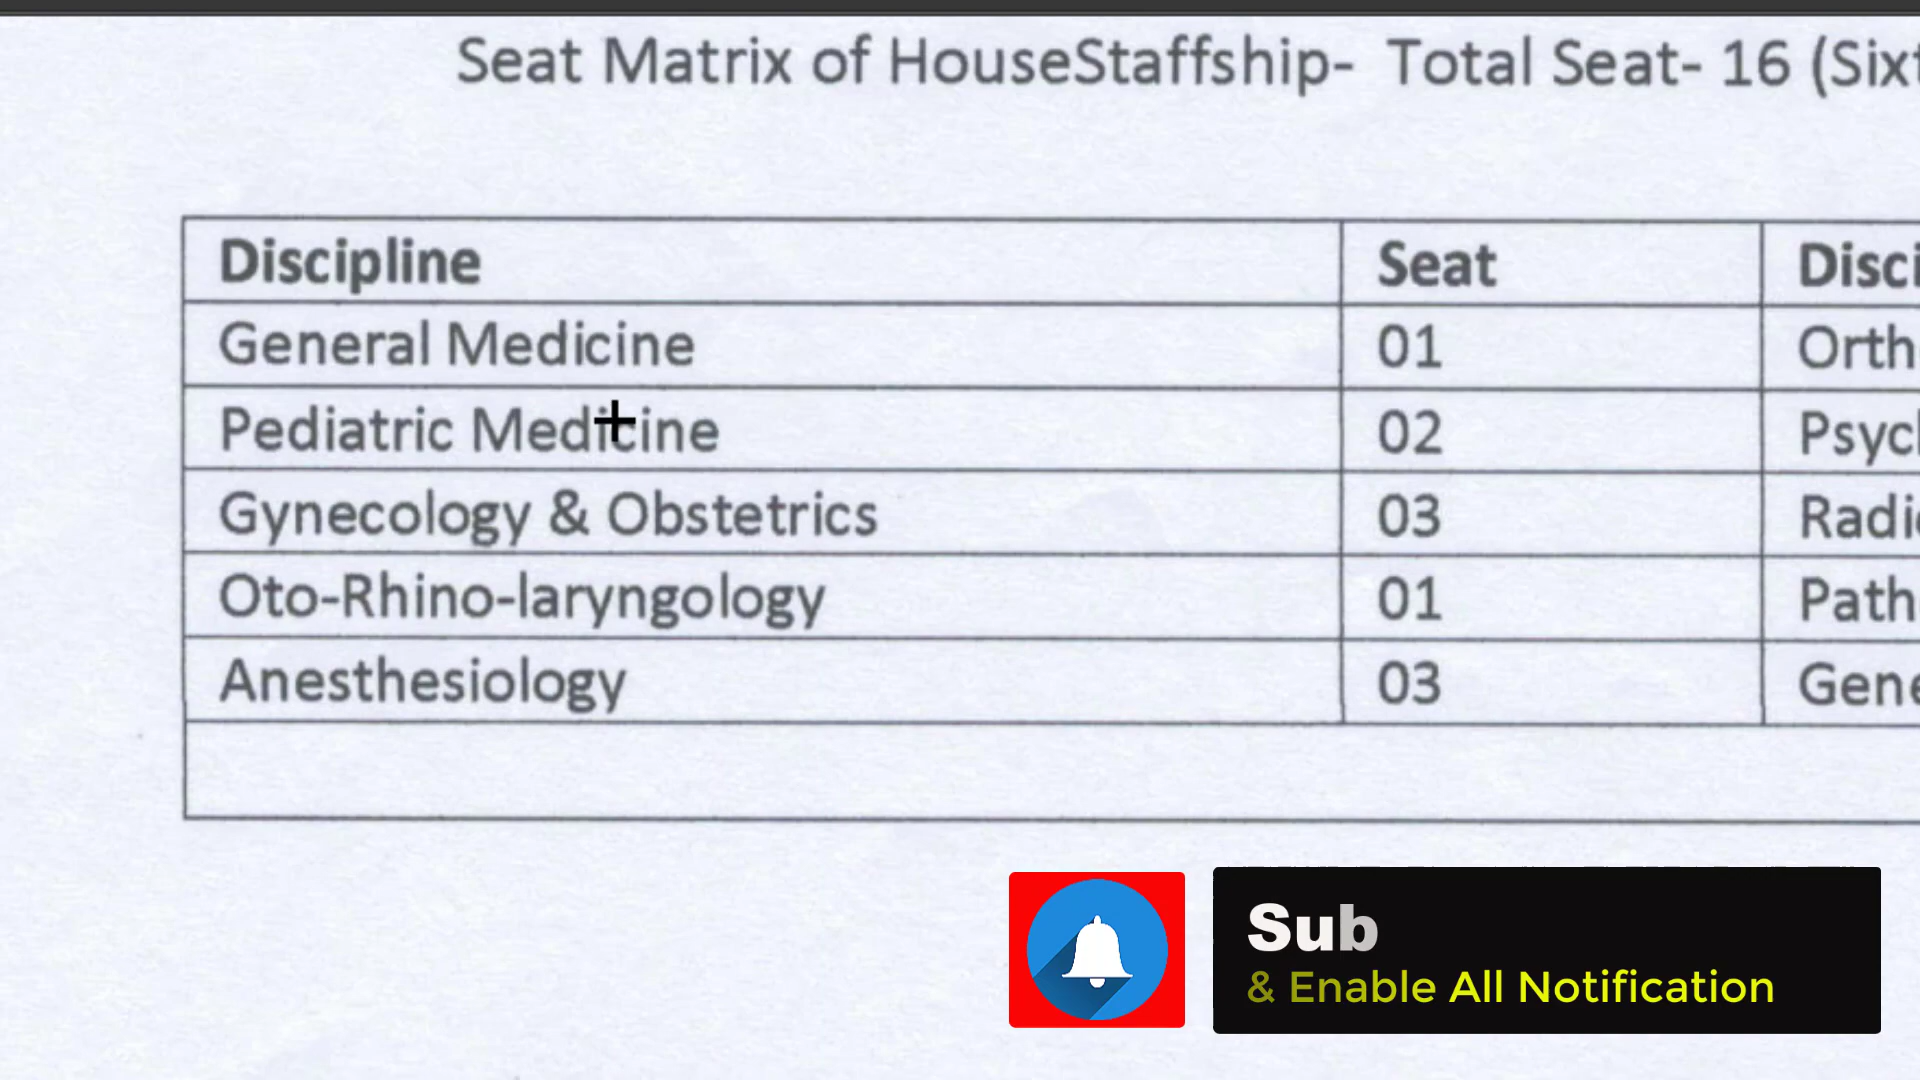 Seat Matrix of HouseStaffship- Total Seat- 16
Discipline Seat
General Medicine 01
Pediatric Medicine 02
Gynecology & Obstetrics 03
Oto-Rhino-laryngology 01
Anesthesiology 03
Sub
& Enable All Notification